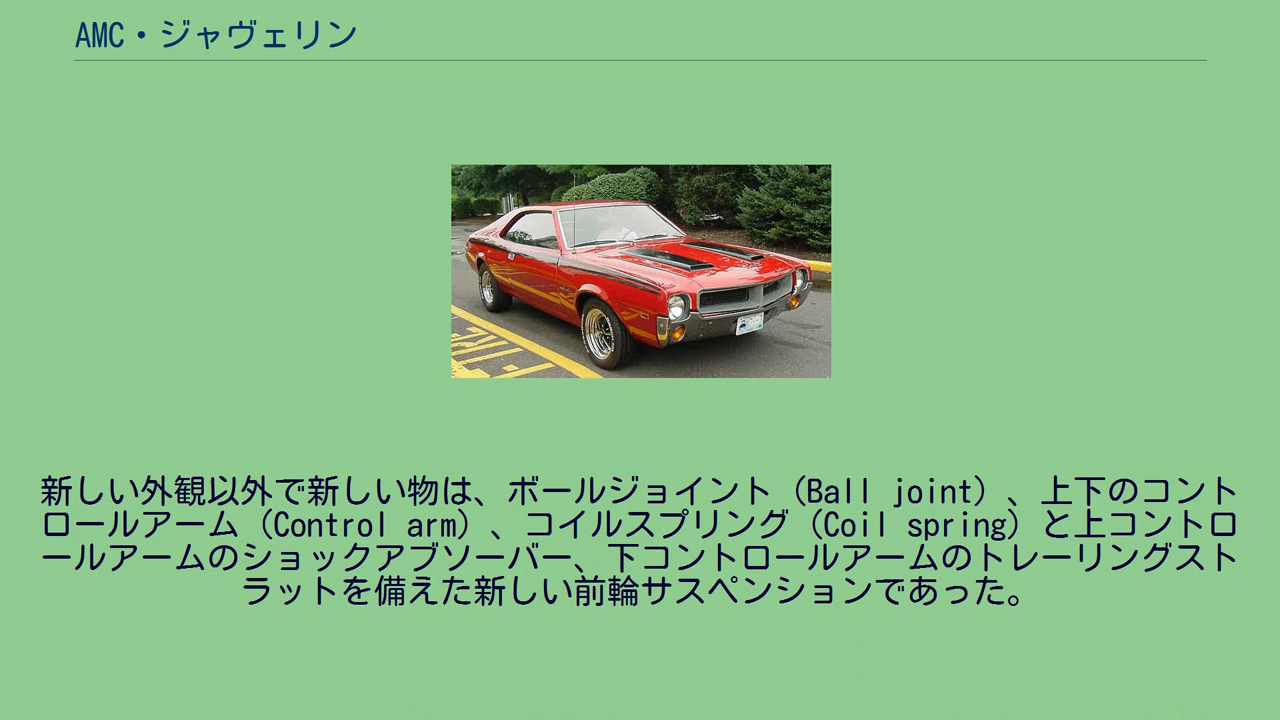 AMC・ジャヴェリン
新しい外観以外で新しい物は、ボールジョイント（Ball joint）、上下のコント
ロールアーム（Control arm）、コイルスプリング（Coil spring）と上コントロ
ールアームのショックアブソーバー、下コントロールアームのトレーリングスト
ラットを備えた新しい前輪サスペンションであった。